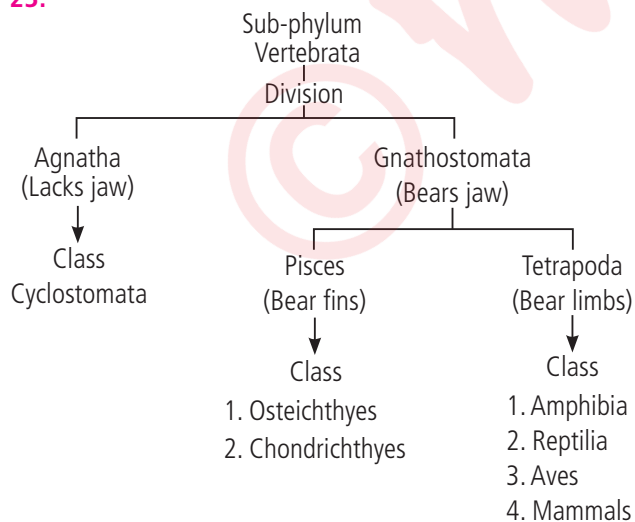 25.
Sub-phylum
Vertebrata
Division
Agnatha
(Lacks jaw)
Gnathostomata
(Bears jaw)
Class
Cyclostomata
Pisces
(Bear fins)
Tetrapoda
(Bear limbs)
Class
1. Osteichthyes
2. Chondrichthyes
Class
1. Amphibia
2. Reptilia
3. Aves
4. Mammals